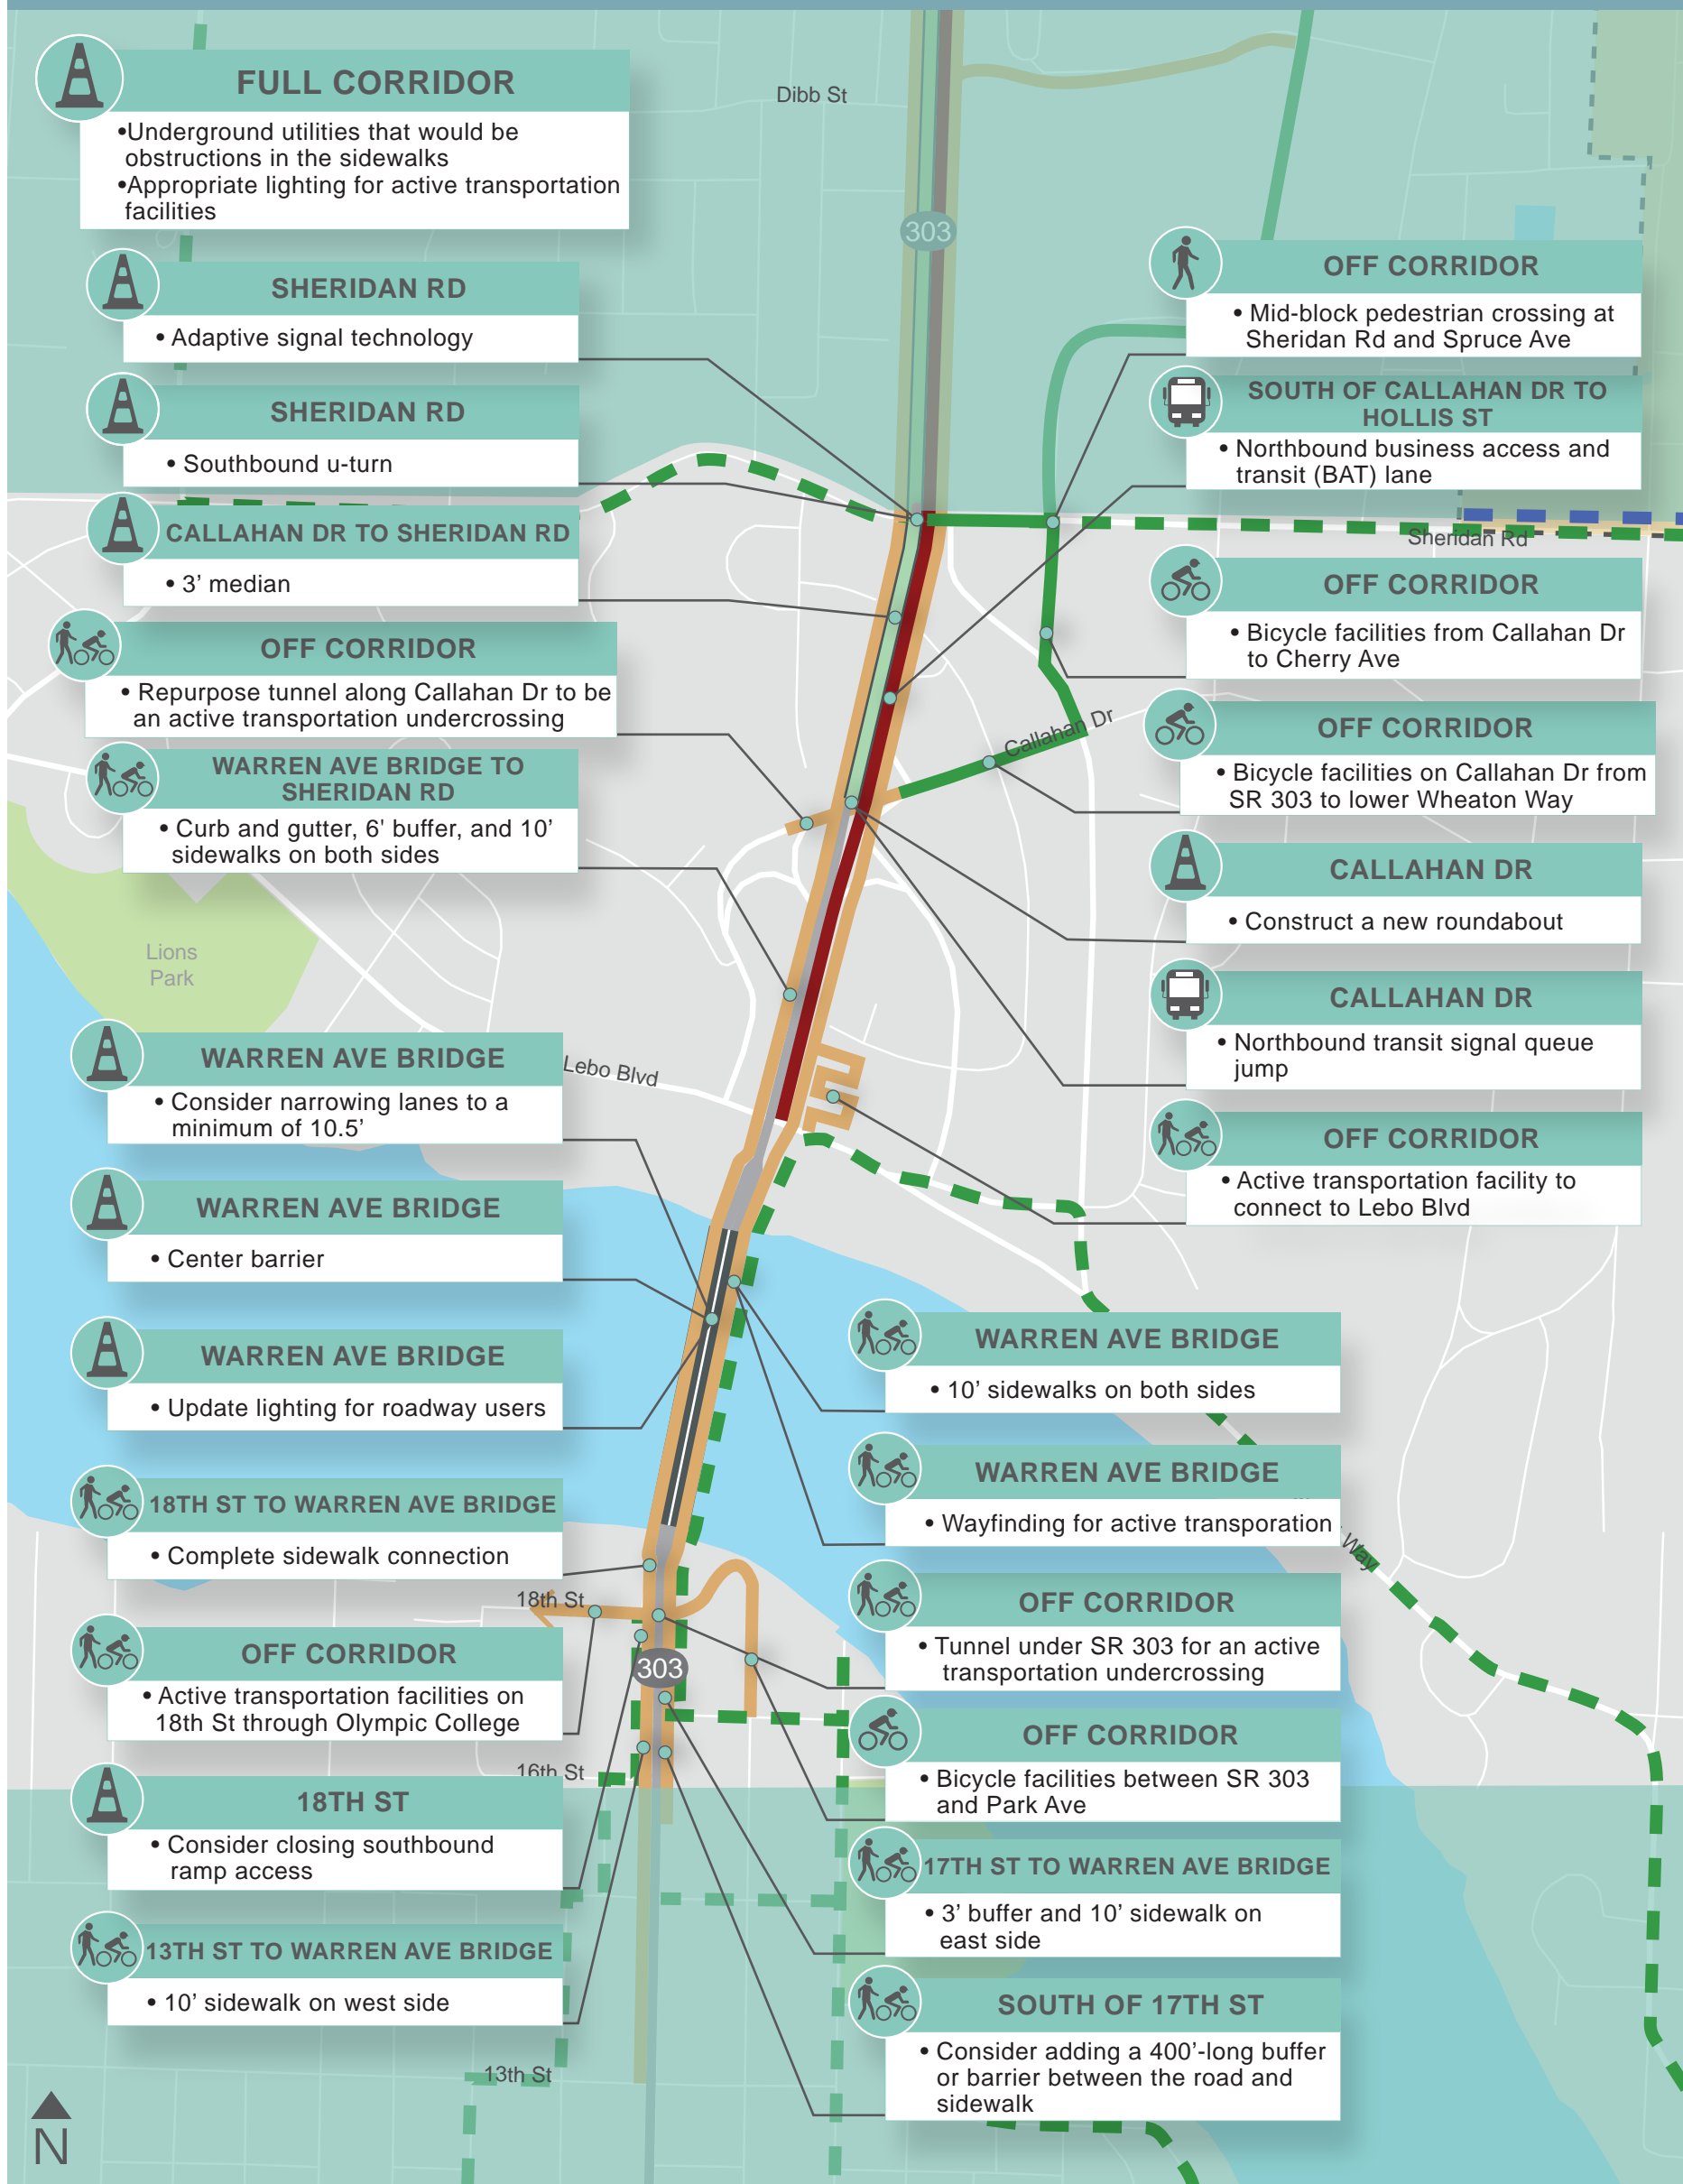 FULL CORRIDOR
•Underground utilities that would be
obstructions in the sidewalks
•Appropriate lighting for active transportation
facilities
Dibb St
303
SHERIDAN RD
• Adaptive signal technology
SHERIDAN RD
• Southbound u-turn
CALLAHAN DR TO SHERIDAN RD
• 3’ median
OFF CORRIDOR
• Repurpose tunnel along Callahan Dr to be
an active transportation undercrossing
WARREN AVE BRIDGE TO
SHERIDAN RD
• Curb and gutter, 6' buffer, and 10’
sidewalks on both sides
OFF CORRIDOR
• Mid-block pedestrian crossing at
Sheridan Rd and Spruce Ave
SOUTH OF CALLAHAN DR TO
HOLLIS ST
• Northbound business access and
transit (BAT) lane
Sheridan Rd
OFF CORRIDOR
• Bicycle facilities from Callahan Dr
to Cherry Ave
Callahan Dr
OFF CORRIDOR
• Bicycle facilities on Callahan Dr from
SR 303 to lower Wheaton Way
CALLAHAN DR
• Construct a new roundabout
CALLAHAN DR
• Northbound transit signal queue
jump
OFF CORRIDOR
• Active transportation facility to
connect to Lebo Blvd
Lions
Park
Lebo Blvd
WARREN AVE BRIDGE
• Consider narrowing lanes to a
minimum of 10.5’
WARREN AVE BRIDGE
• Center barrier
WARREN AVE BRIDGE
• Update lighting for roadway users
18TH ST TO WARREN AVE BRIDGE
• Complete sidewalk connection
18th St
OFF CORRIDOR
• Active transportation facilities on
18th St through Olympic College
303
16th St
18TH ST
• Consider closing southbound
ramp access
13TH ST TO WARREN AVE BRIDGE
• 10’ sidewalk on west side
13th St
WARREN AVE BRIDGE
• 10’ sidewalks on both sides
WARREN AVE BRIDGE
• Wayfinding for active transporation
Way
OFF CORRIDOR
• Tunnel under SR 303 for an active
transportation undercrossing
OFF CORRIDOR
• Bicycle facilities between SR 303
and Park Ave
17TH ST TO WARREN AVE BRIDGE
• 3’ buffer and 10’ sidewalk on
east side
SOUTH OF 17TH ST
• Consider adding a 400’-long buffer
or barrier between the road and
sidewalk
N